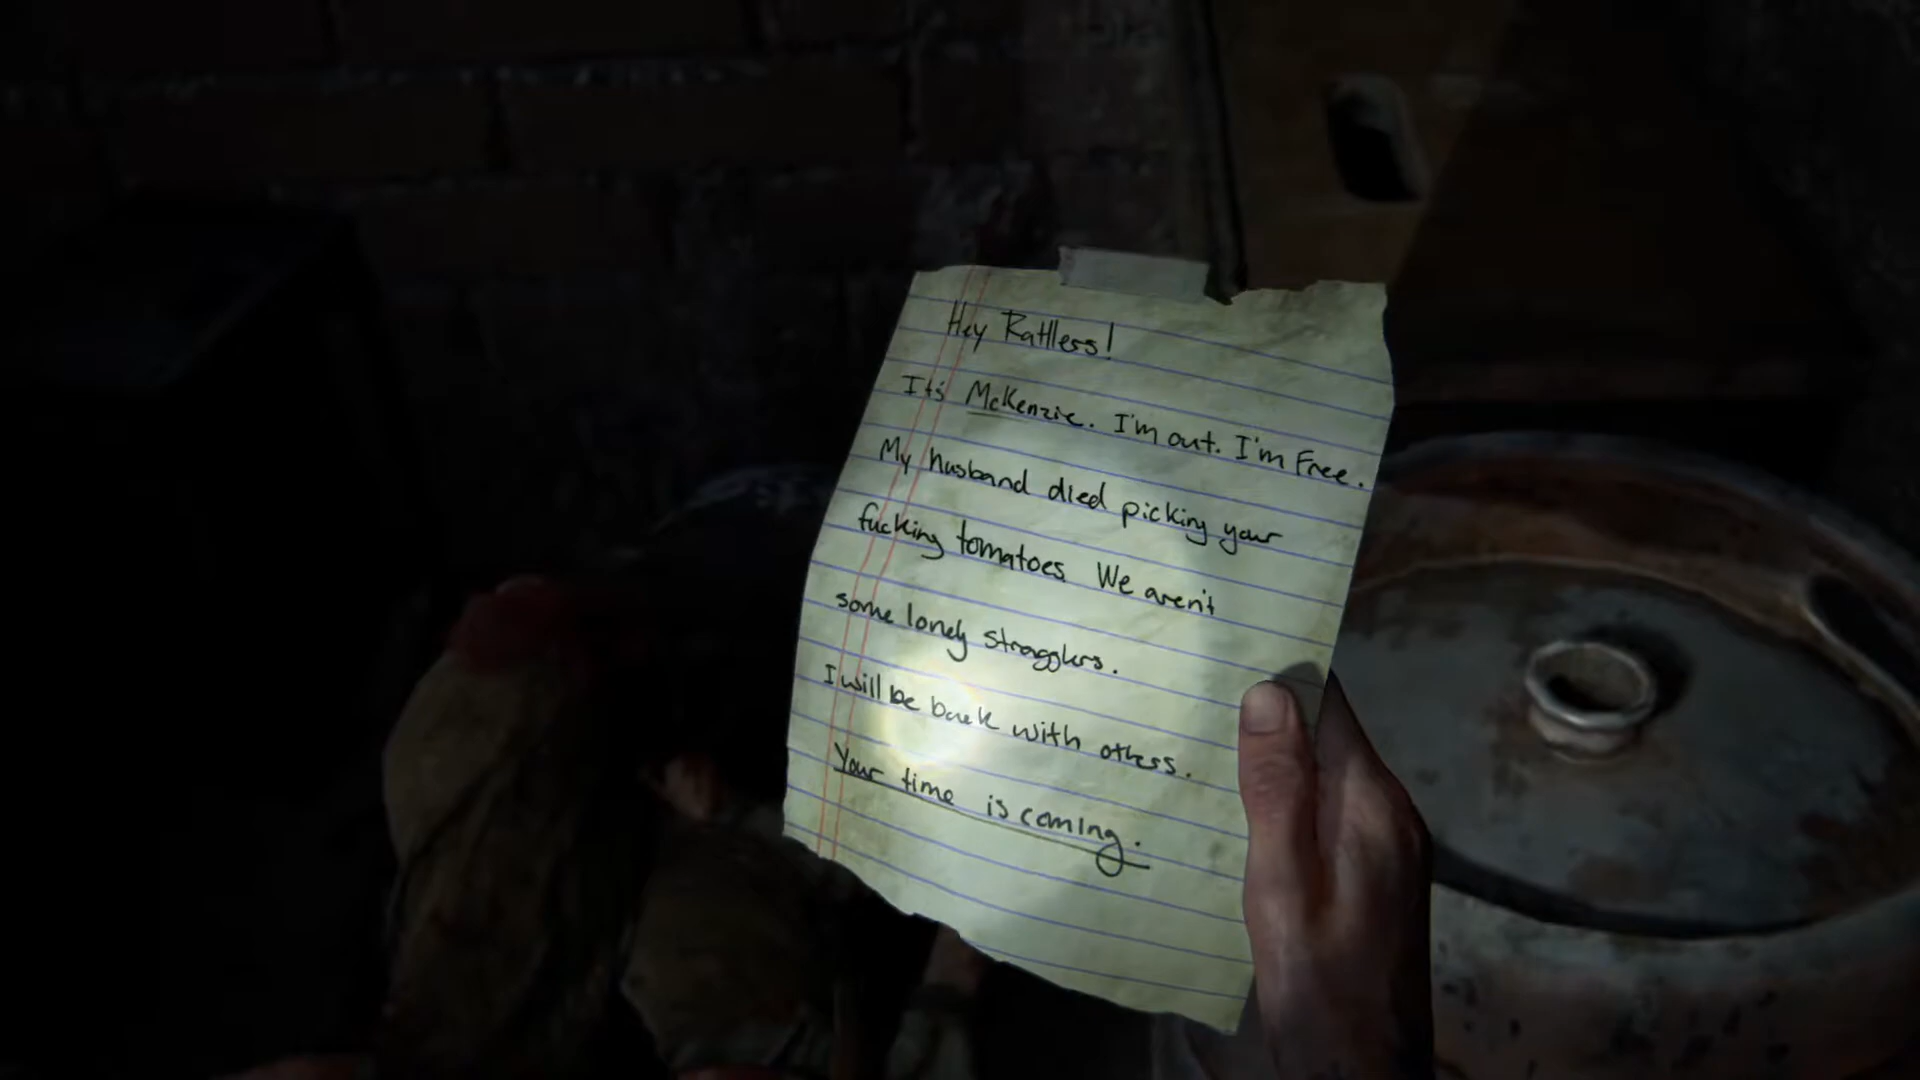 Hey Rattlers!
It's McKenzie. I'm out. I'm Free.
My husband died picking your
fucking tomatoes We aren't
some lonely stragglers.
I will be back with others.
Your time is coming.